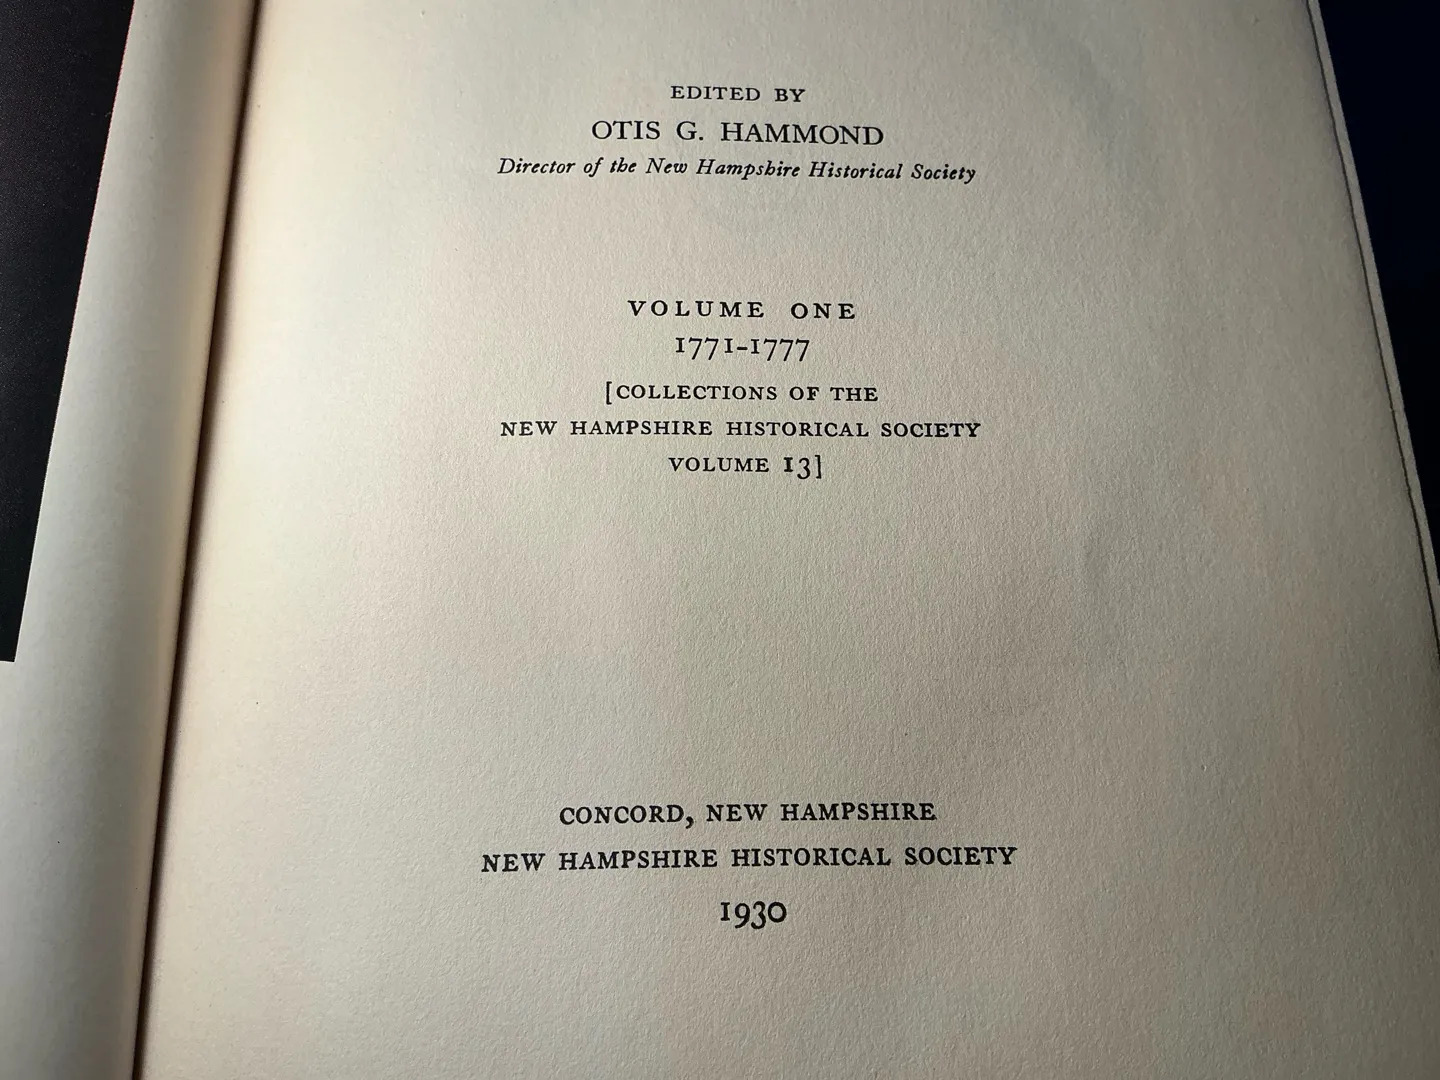 EDITED BY
OTIS G. HAMMOND
Director of the New Hampshire Historical Society
VOLUME ONE
1771-1777
[COLLECTIONS OF THE
NEW HAMPSHIRE HISTORICAL SOCIETY
VOLUME 13]
CONCORD, NEW HAMPSHIRE
NEW HAMPSHIRE HISTORICAL SOCIETY
1930